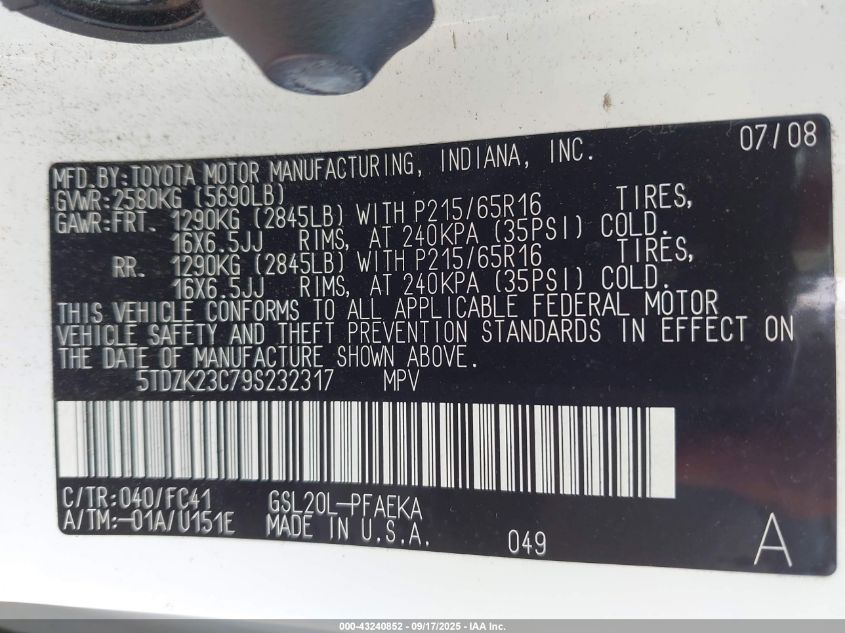 07/08
MFD.BY:TOYOTA MOTOR MANUFACTURING, INDIANA, INC.
GVWR:2580KG (5690LB)
GAWR:FRT. 1290KG (2845LB) WITH P215/65R16 TIRES,
16X6.5JJ RIMS, AT 240KPA (35PSI) COLD.
RR. 1290KG (2845LB) WITH P215/65R16 TIRES,
16X6.5JJ RIMS, AT 240KPA (35PSI) COLD.
THIS VEHICLE CONFORMS TO ALL APPLICABLE FEDERAL MOTOR
VEHICLE SAFETY AND THEFT PREVENTION STANDARDS IN EFFECT ON
THE DATE OF MANUFACTURE SHOWN ABOVE.
5TDZK23C79S232317 MPV
C/TR:040/FC41 GSL20L-PFAEKA
A/TM:-01A/U151E MADE IN U.S.A. 049 A
000-43240852 - 09/17/2025 - IAA Inc.